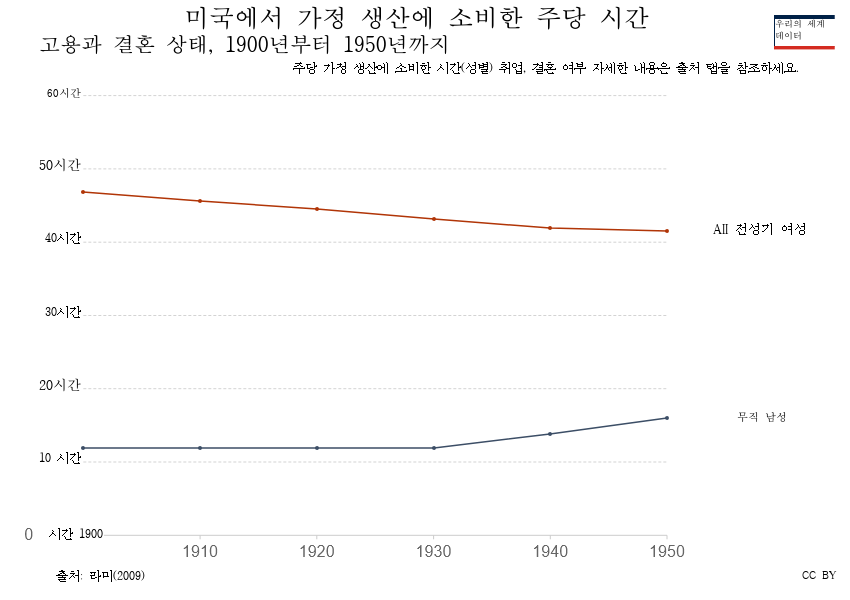 미국에서 가정 생산에 소비한 주당 시간
고용과 결혼 상태, 1900년부터 1950년까지
우리의 세계
데이터
주당 가정 생산에 소비한 시간(성별) 취업, 결혼 여부 자세한 내용은 출처 탭을 참조하세요.
60시간
50시간
40시간
30시간
20시간
10 시간
0 시간 1900
1910
1920
1930
1940
1950
All 전성기 여성
무직 남성
출처: 라미(2009)
CC BY